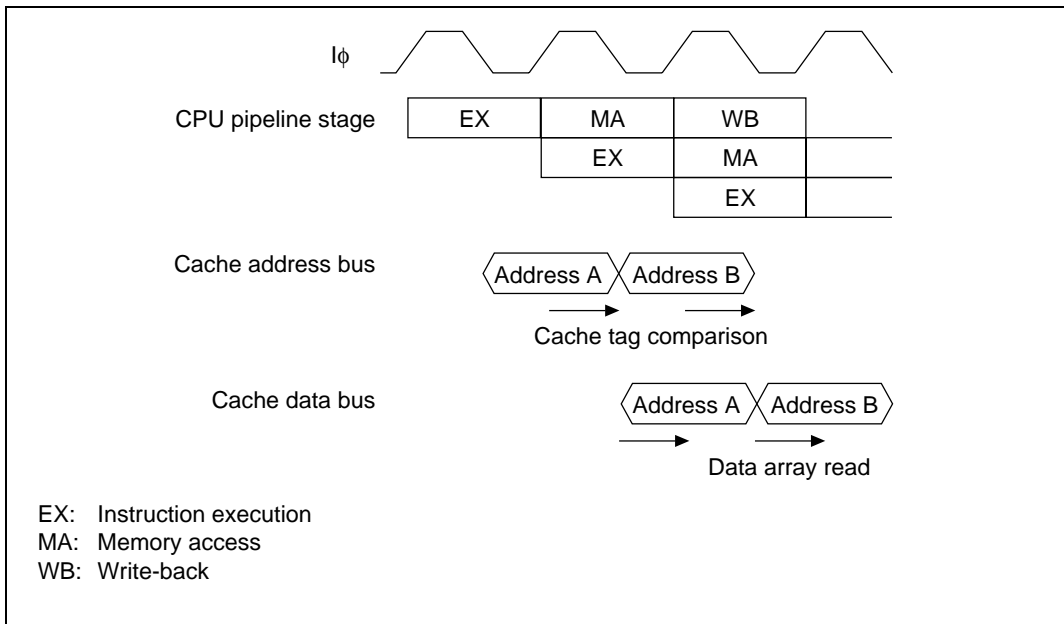 Iϕ
CPU pipeline stage EX MA WB
EX MA
EX
Cache address bus Address A Address B
Cache tag comparison
Cache data bus Address A Address B
Data array read
EX: Instruction execution
MA: Memory access
WB: Write-back